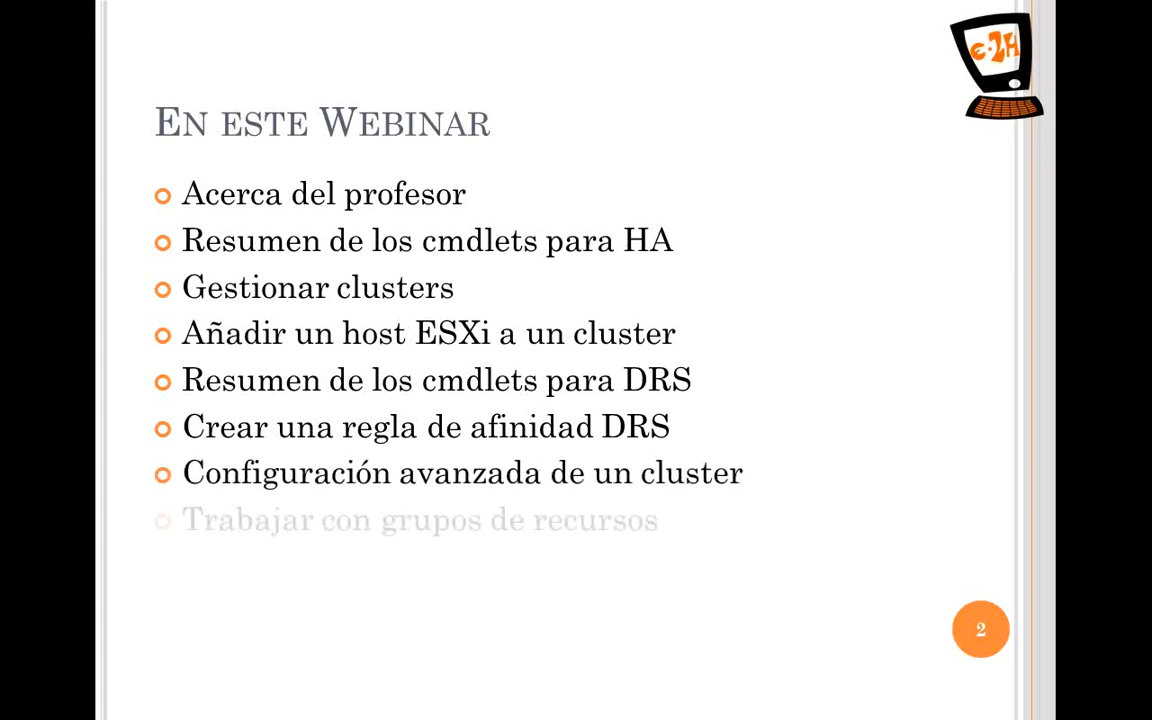 e·2H
EN ESTE WEBINAR
Acerca del profesor
Resumen de los cmdlets para HA
Gestionar clusters
Añadir un host ESXi a un cluster
Resumen de los cmdlets para DRS
Crear una regla de afinidad DRS
Configuración avanzada de un cluster
Trabajar con grupos de recursos
2